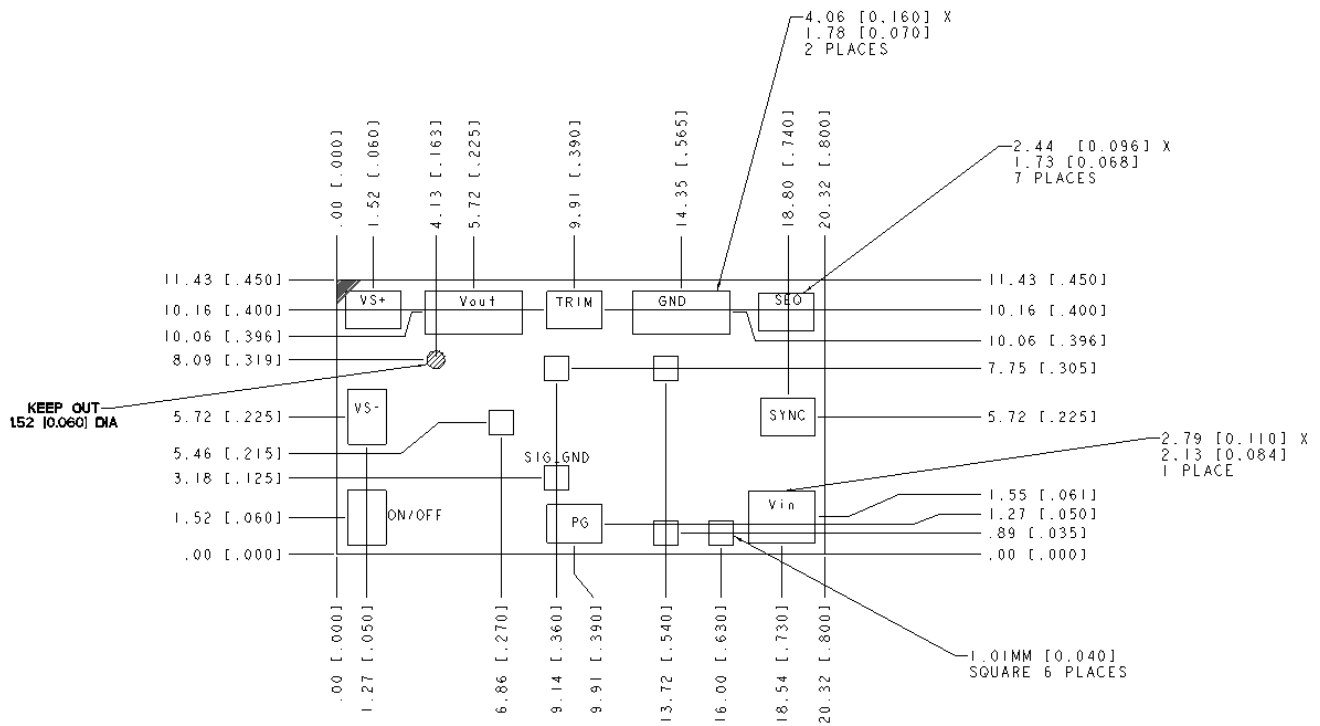 4.06 [0.160] X
1.78 [0.070]
2 PLACES
.00 [.000]
1.52 [.060]
4.13 [.163]
5.72 [.225]
9.91 [.390]
14.35 [.565]
18.80 [.740]
20.32 [.800]
2.44 [0.096] X
1.73 [0.068]
7 PLACES
11.43 [.450]
11.43 [.450]
VS+
Vout
TRIM
GND
SEQ
10.16 [.400]
10.16 [.400]
10.06 [.396]
10.06 [.396]
8.09 [.319]
7.75 [.305]
KEEP OUT
1.52 [0.060] DIA
VS-
SYNC
5.72 [.225]
5.72 [.225]
5.46 [.215]
SIG_GND
3.18 [.125]
2.79 [0.110] X
2.13 [0.084]
1 PLACE
Vin
1.55 [.061]
1.52 [.060]
ON/OFF
PG
1.27 [.050]
.89 [.035]
.00 [.000]
.00 [.000]
.00 [.000]
1.27 [.050]
6.86 [.270]
9.14 [.360]
9.91 [.390]
13.72 [.540]
16.00 [.630]
18.54 [.730]
20.32 [.800]
1.01MM [0.040]
SQUARE 6 PLACES